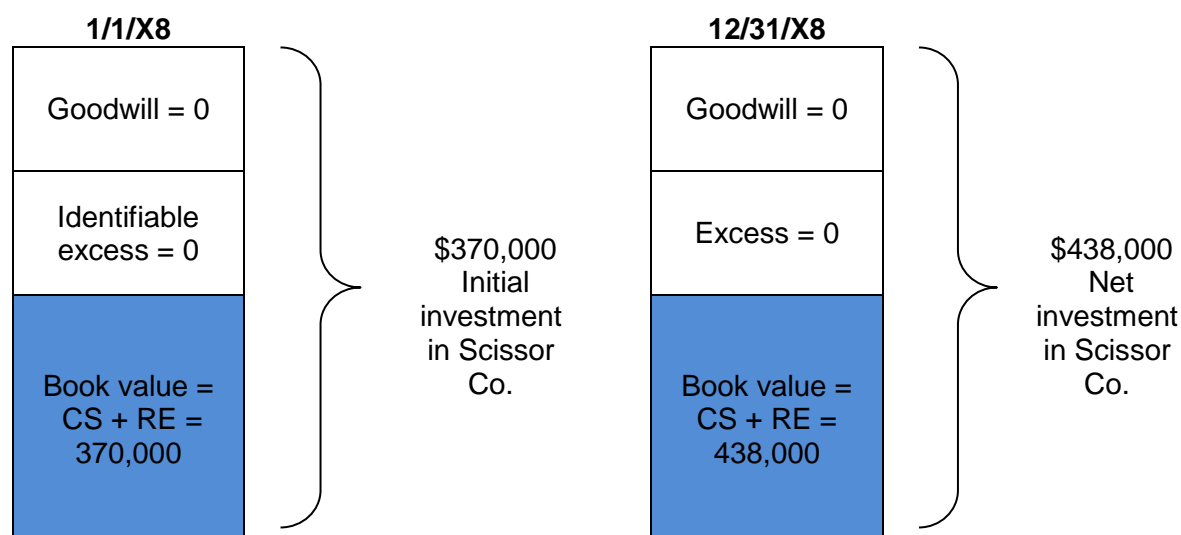 1/1/X8
Goodwill = 0
Identifiable
excess = 0
Book value =
CS + RE =
370,000
$370,000
Initial
investment
in Scissor
Co.
12/31/X8
Goodwill = 0
Excess = 0
Book value =
CS + RE =
438,000
$438,000
Net
investment
in Scissor
Co.